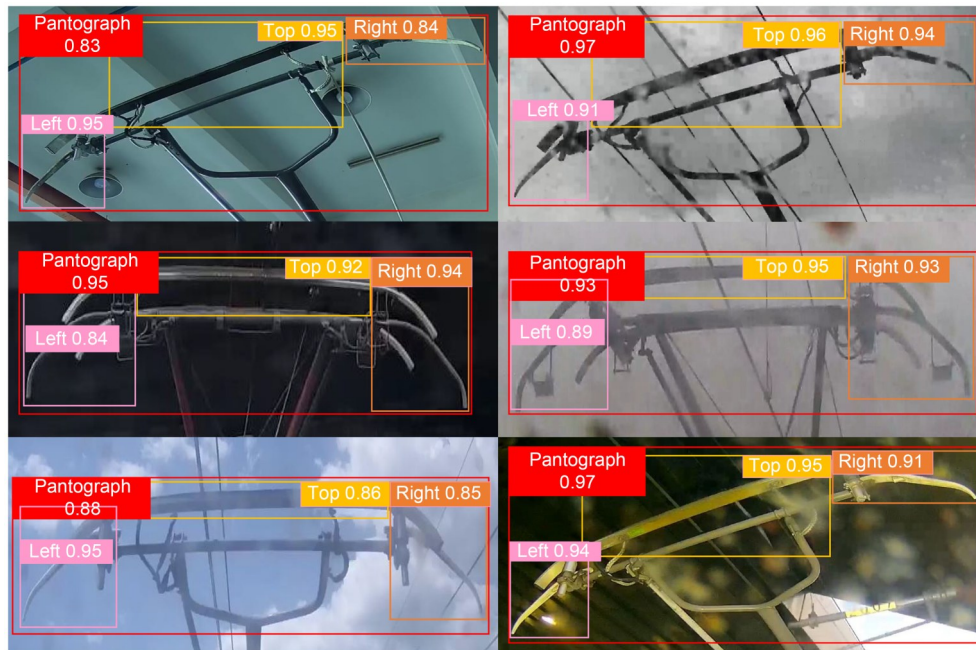 Pantograph
0.83
Top 0.95
Right 0.84
Left 0.95
Pantograph
0.97
Top 0.96
Right 0.94
Left 0.91
Pantograph
0.95
Top 0.92
Right 0.94
Left 0.84
Pantograph
0.93
Top 0.95
Right 0.93
Left 0.89
Pantograph
0.88
Top 0.86
Right 0.85
Left 0.95
Pantograph
0.97
Top 0.95
Right 0.91
Left 0.94